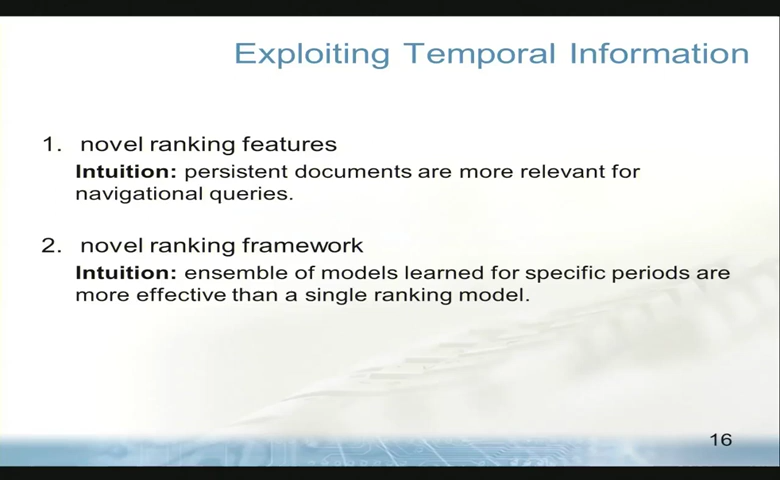 Exploiting Temporal Information
1. novel ranking features
Intuition: persistent documents are more relevant for
navigational queries.
2. novel ranking framework
Intuition: ensemble of models learned for specific periods are
more effective than a single ranking model.
16